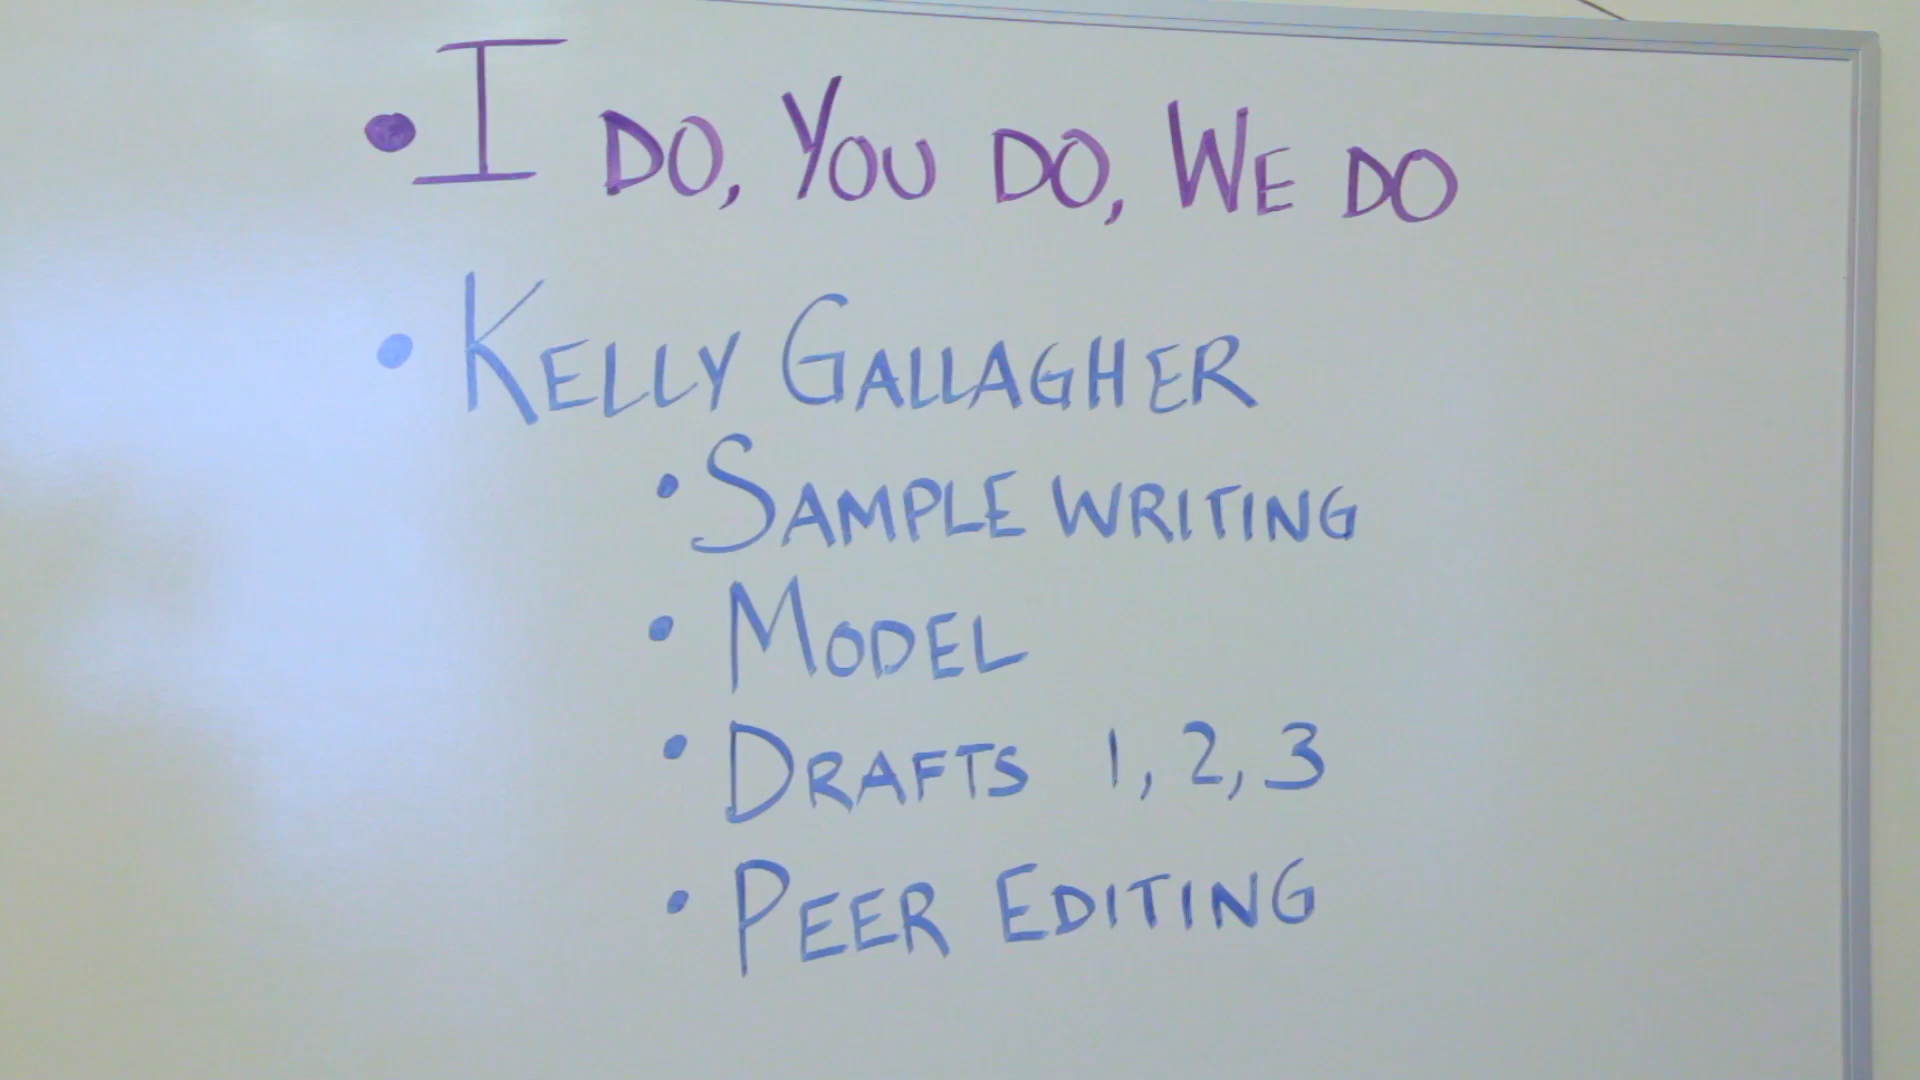 • I DO, YOU DO, WE DO
• KELLY GALLAGHER
• SAMPLE WRITING
• MODEL
• DRAFTS 1, 2, 3
• PEER EDITING